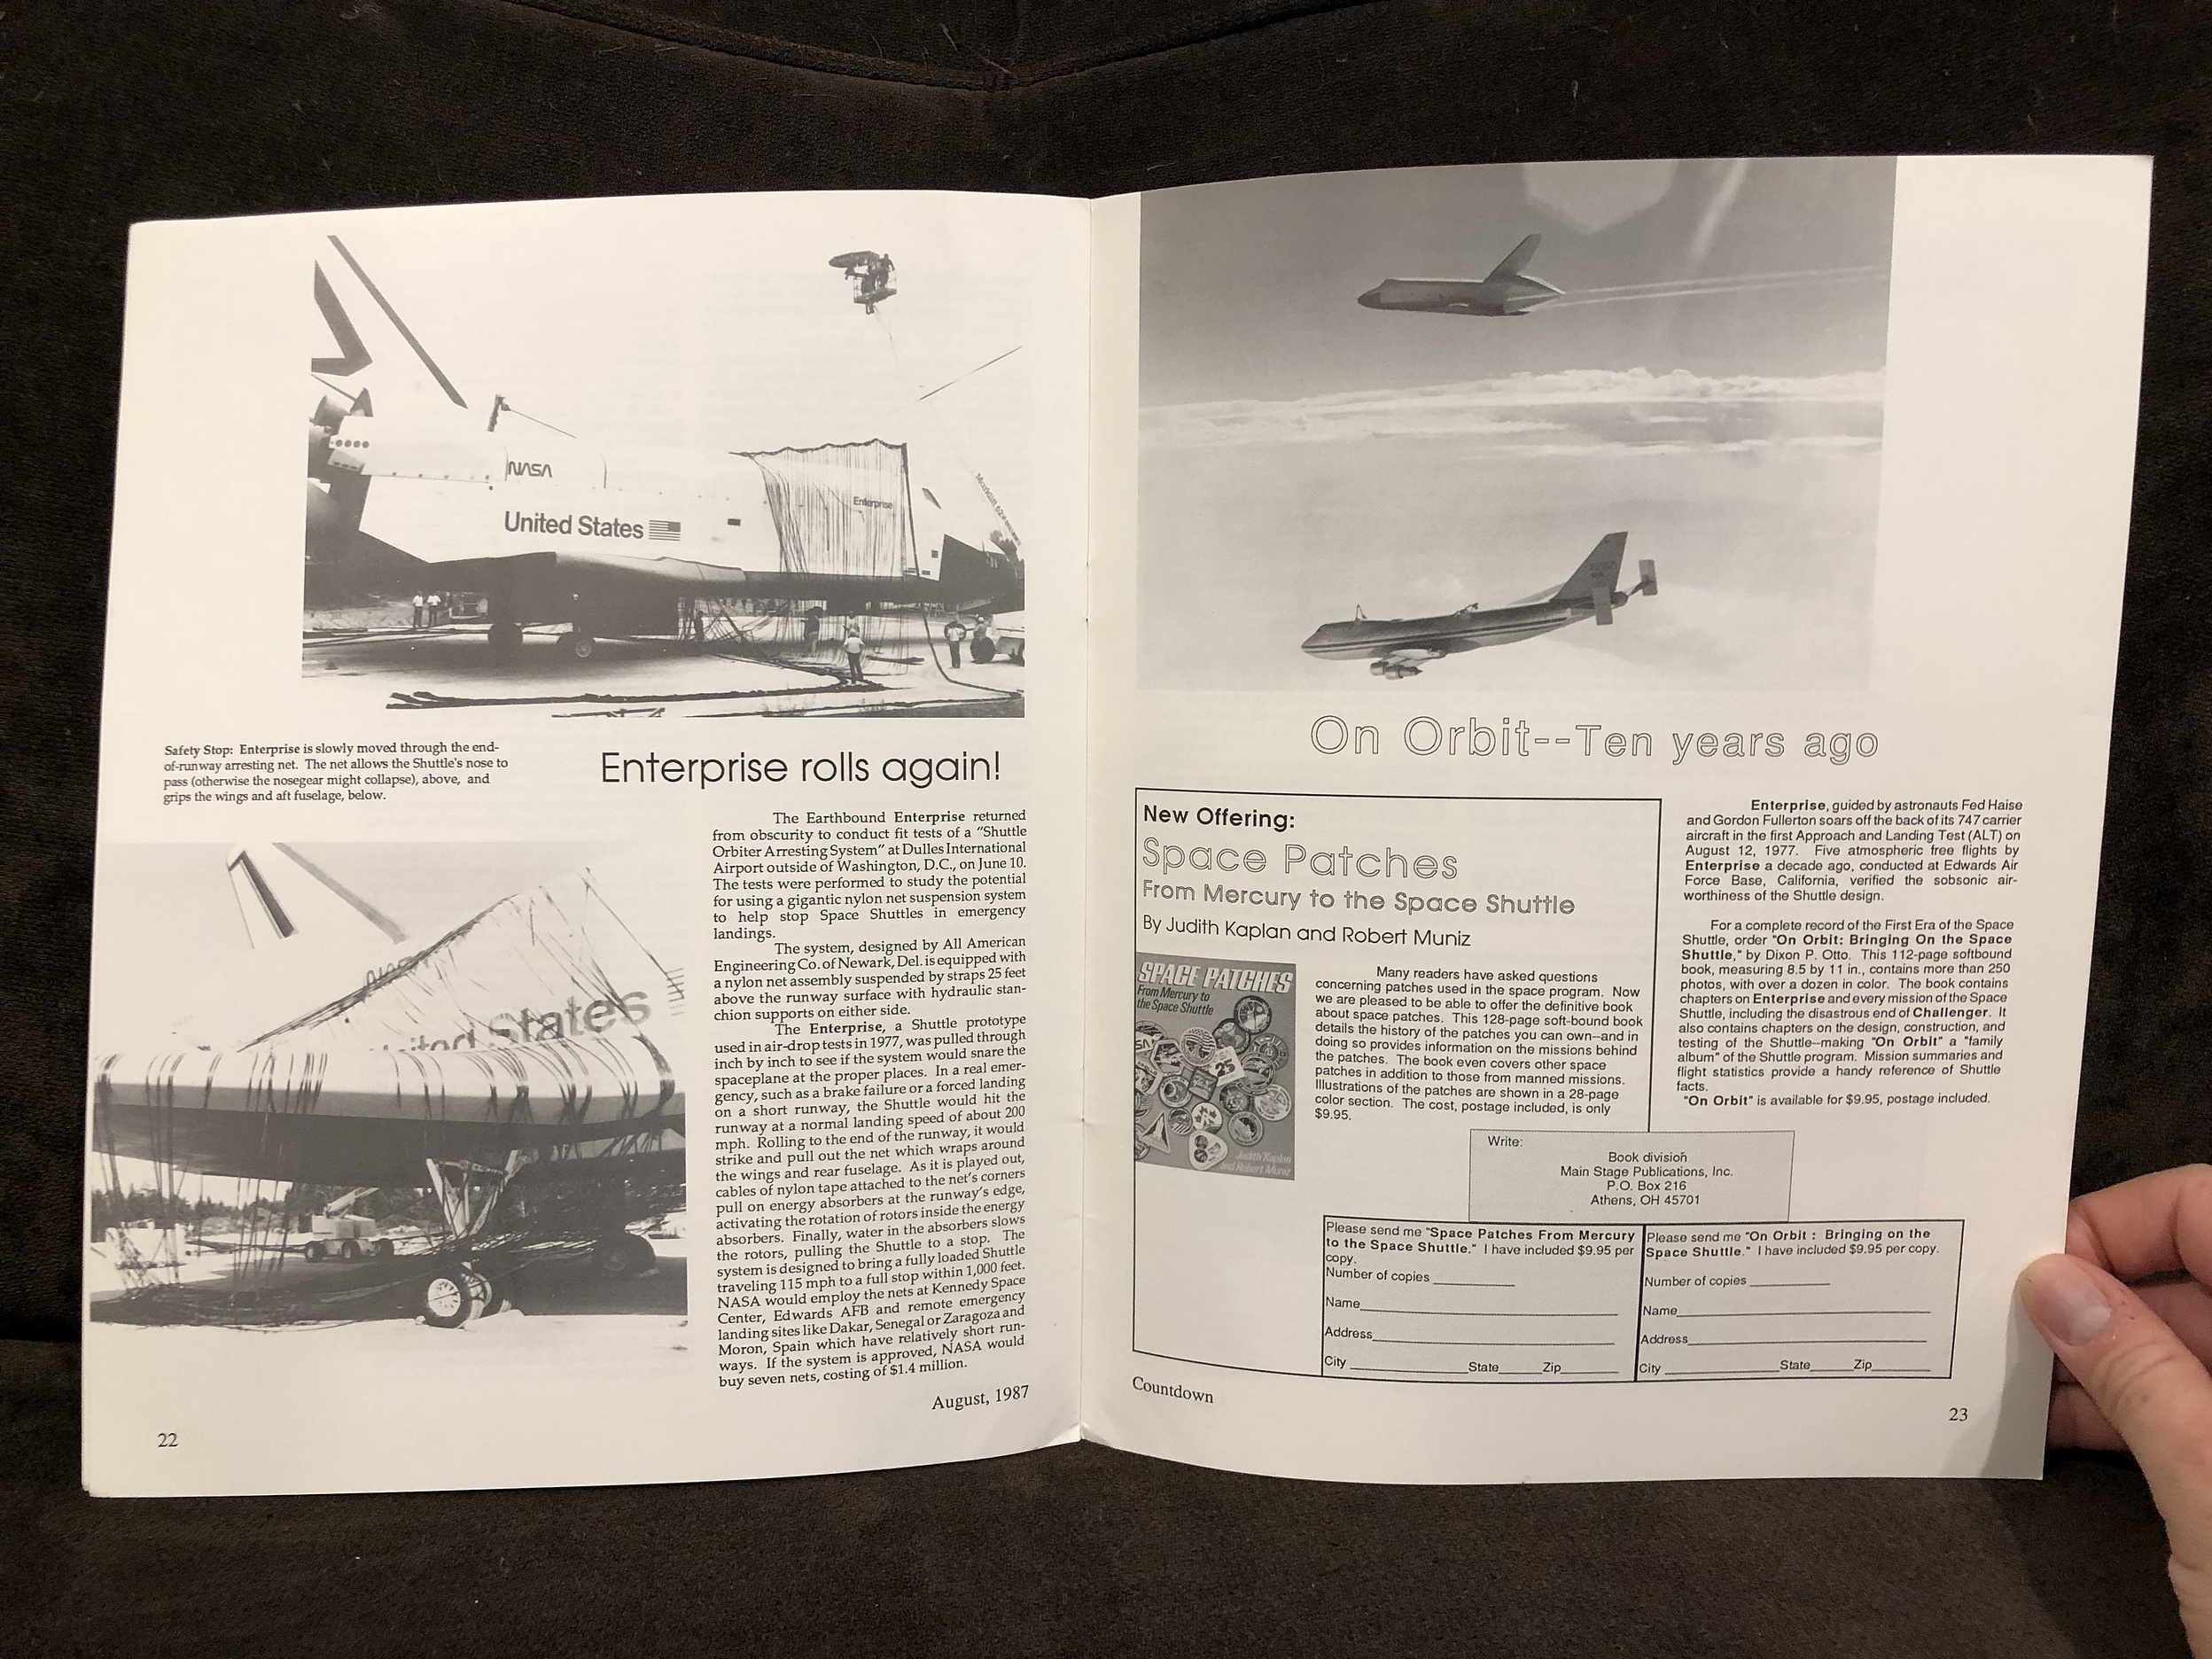 NASA
United States
Enterprise
Safety Stop: Enterprise is slowly moved through the end-
of-runway arresting net. The net allows the Shuttle's nose to
pass (otherwise the nosegear might collapse), above, and
grips the wings and aft fuselage, below.
Enterprise rolls again!
United States
The Earthbound Enterprise returned
from obscurity to conduct fit tests of a "Shuttle
Orbiter Arresting System" at Dulles International
Airport outside of Washington, D.C., on June 10.
The tests were performed to study the potential
for using a gigantic nylon net suspension system
to help stop Space Shuttles in emergency
landings.
The system, designed by All American
Engineering Co. of Newark, Del. is equipped with
a nylon net assembly suspended by straps 25 feet
above the runway surface with hydraulic stan-
chion supports on either side.
The Enterprise, a Shuttle prototype
used in air-drop tests in 1977, was pulled through
inch by inch to see if the system would snare the
spaceplane at the proper places. In a real emer-
gency, such as a brake failure or a forced landing
on a short runway, the Shuttle would hit the
runway at a normal landing speed of about 200
mph. Rolling to the end of the runway, it would
strike and pull out the net which wraps around
the wings and rear fuselage. As it is played out,
cables of nylon tape attached to the net's corners
pull on energy absorbers at the runway's edge,
activating the rotation of rotors inside the energy
absorbers. Finally, water in the absorbers slows
the rotors, pulling the Shuttle to a stop. The
system is designed to bring a fully loaded Shuttle
traveling 115 mph to a full stop within 1,000 feet.
NASA would employ the nets at Kennedy Space
Center, Edwards AFB and remote emergency
landing sites like Dakar, Senegal or Zaragoza and
Moron, Spain which have relatively short run-
ways. If the system is approved, NASA would
buy seven nets, costing of $1.4 million.
August, 1987
22
On Orbit--Ten years ago
New Offering:
Space Patches
From Mercury to the Space Shuttle
By Judith Kaplan and Robert Muniz
SPACE PATCHES
From Mercury to
the Space Shuttle
25
Judith Kaplan
and Robert Muniz
Many readers have asked questions
concerning patches used in the space program. Now
we are pleased to be able to offer the definitive book
about space patches. This 128-page soft-bound book
details the history of the patches you can own--and in
doing so provides information on the missions behind
the patches. The book even covers other space
patches in addition to those from manned missions.
Illustrations of the patches are shown in a 28-page
color section. The cost, postage included, is only
$9.95.
Enterprise, guided by astronauts Fed Haise
and Gordon Fullerton soars off the back of its 747 carrier
aircraft in the first Approach and Landing Test (ALT) on
August 12, 1977. Five atmospheric free flights by
Enterprise a decade ago, conducted at Edwards Air
Force Base, California, verified the sobsonic air-
worthiness of the Shuttle design.
For a complete record of the First Era of the Space
Shuttle, order "On Orbit: Bringing On the Space
Shuttle," by Dixon P. Otto. This 112-page softbound
book, measuring 8.5 by 11 in., contains more than 250
photos, with over a dozen in color. The book contains
chapters on Enterprise and every mission of the Space
Shuttle, including the disastrous end of Challenger. It
also contains chapters on the design, construction, and
testing of the Shuttle--making "On Orbit" a "family
album" of the Shuttle program. Mission summaries and
flight statistics provide a handy reference of Shuttle
facts.
"On Orbit" is available for $9.95, postage included.
Write:
Book division
Main Stage Publications, Inc.
P.O. Box 216
Athens, OH 45701
Please send me "Space Patches From Mercury
to the Space Shuttle." I have included $9.95 per
copy.
Number of copies
Name
Address
City State Zip
Please send me "On Orbit : Bringing on the
Space Shuttle." I have included $9.95 per copy.
Number of copies
Name
Address
City State Zip
Countdown
23